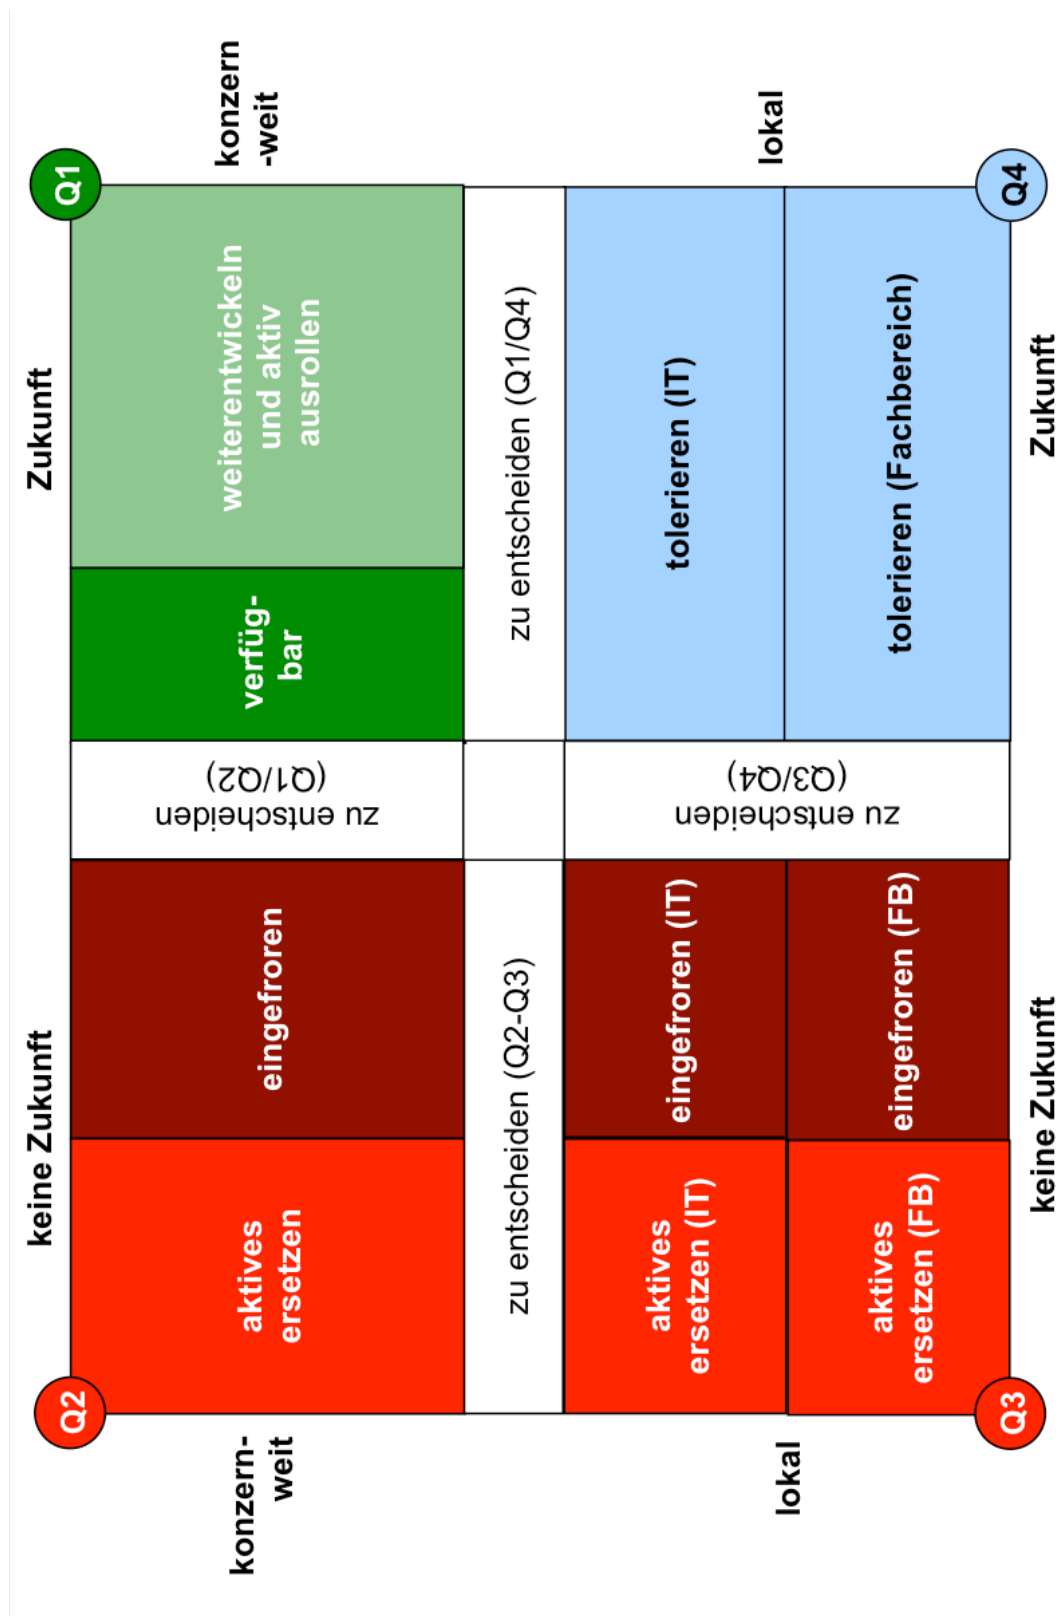 keine Zukunft
Zukunft
Q2
Q1
konzern-
weit
aktives
ersetzen
eingefroren
zu entscheiden
(Q1/Q2)
verfüg-
bar
weiterentwickeln
und aktiv
ausrollen
konzern
-weit
zu entscheiden (Q2-Q3)
zu entscheiden (Q1/Q4)
lokal
aktives
ersetzen (IT)
eingefroren (IT)
zu entscheiden
(Q3/Q4)
tolerieren (IT)
lokal
aktives
ersetzen (FB)
eingefroren (FB)
tolerieren (Fachbereich)
Q3
Q4
keine Zukunft
Zukunft